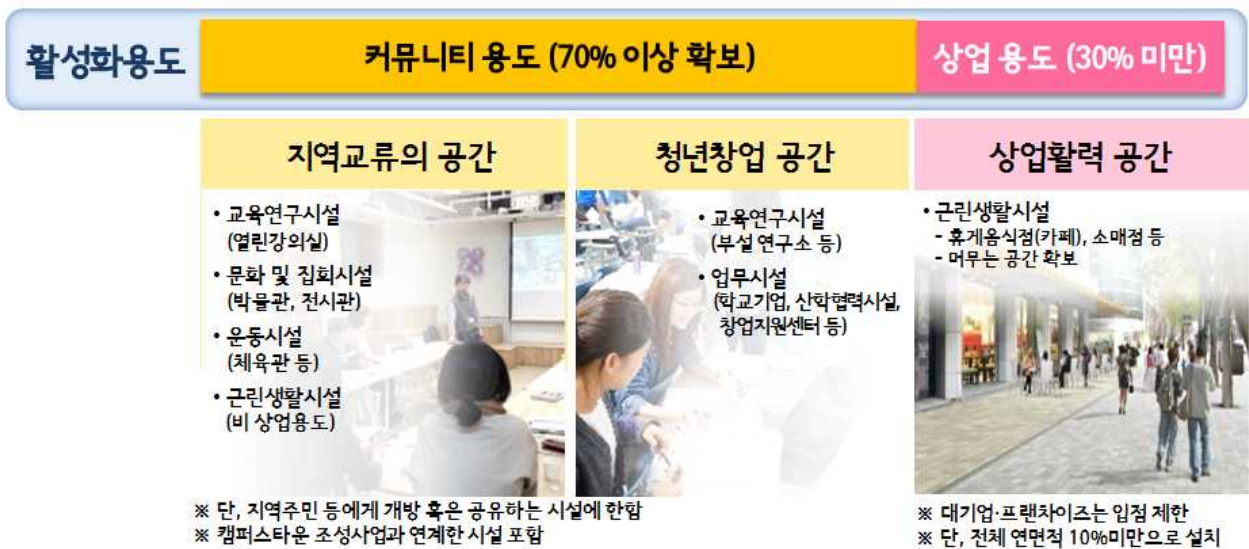 활성화용도
커뮤니티 용도 (70% 이상 확보)
상업 용도 (30% 미만)
지역교류의 공간
• 교육연구시설
(열린강의실)
• 문화 및 집회시설
(박물관, 전시관)
• 운동시설
(체육관 등)
• 근린생활시설
(비 상업용도)
청년창업 공간
• 교육연구시설
(부설 연구소 등)
• 업무시설
(학교기업, 산학협력시설,
창업지원센터 등)
상업활력 공간
• 근린생활시설
- 휴게음식점(카페), 소매점 등
- 머무는 공간 확보
※ 단, 지역주민 등에게 개방 혹은 공유하는 시설에 한함
※ 캠퍼스타운 조성사업과 연계한 시설 포함
※ 대기업·프랜차이즈는 입점 제한
※ 단, 전체 연면적 10%미만으로 설치